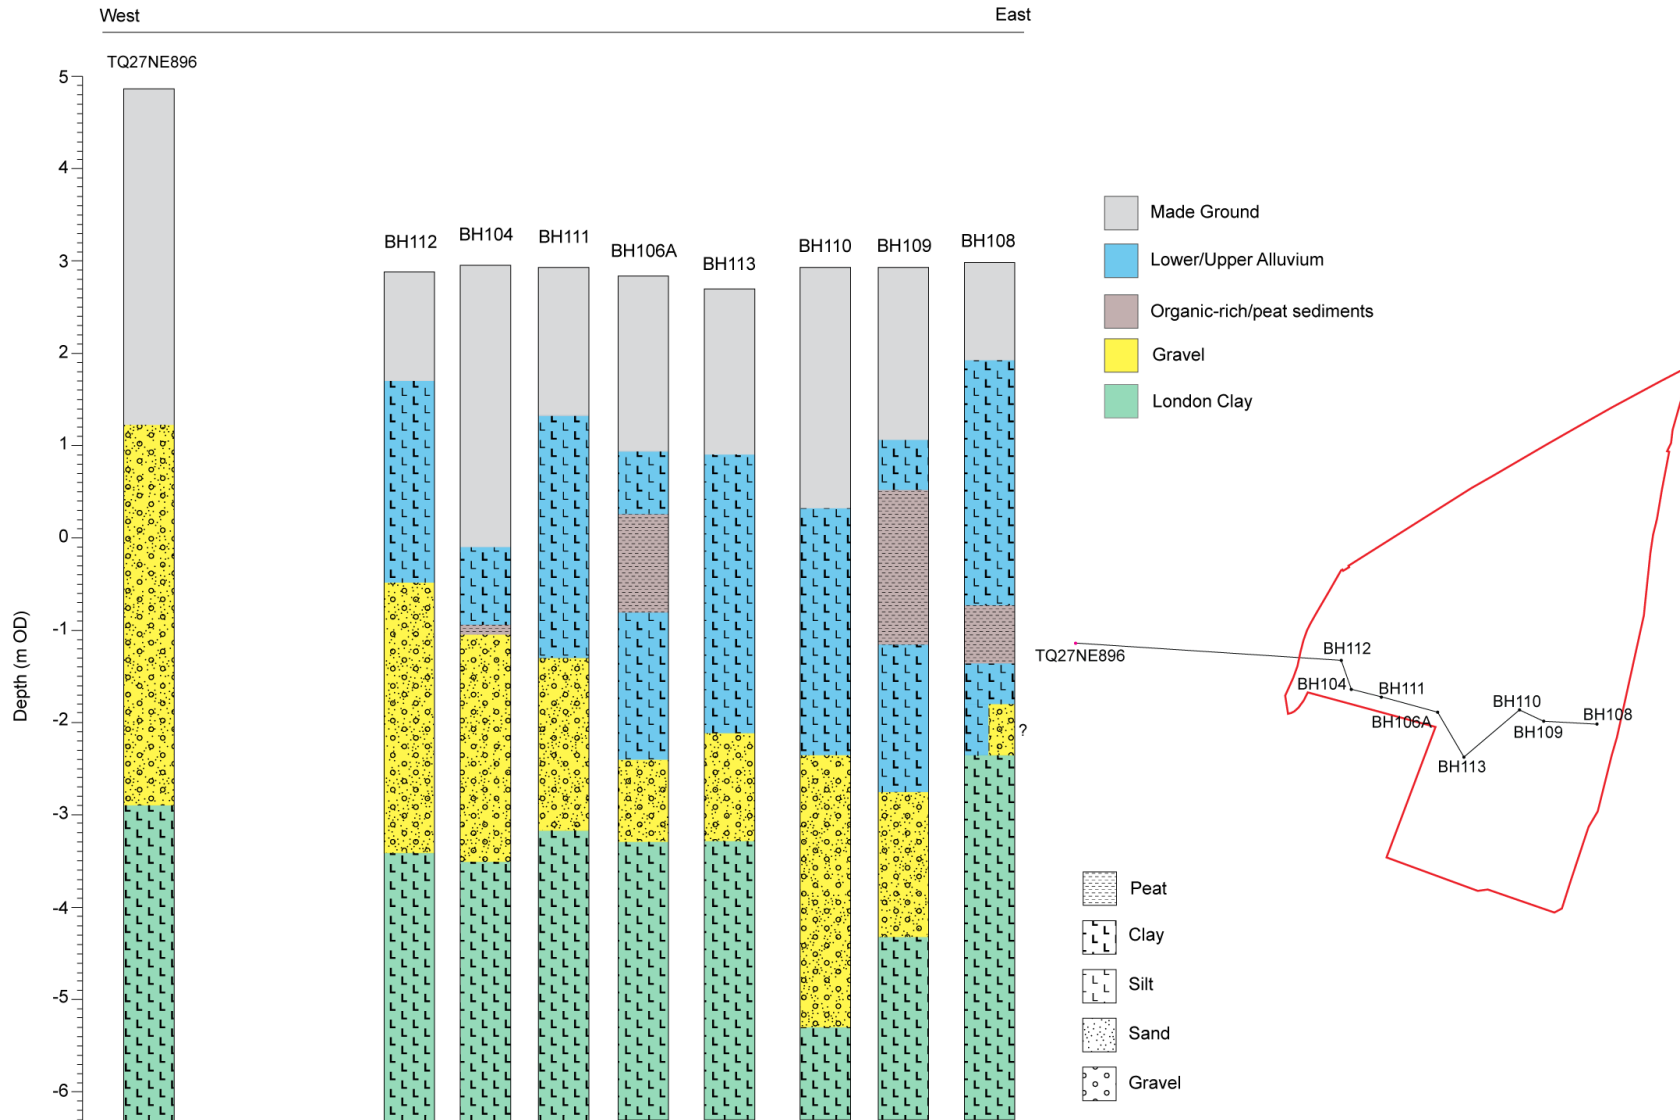 West
East
TQ27NE896
BH112
BH104
BH111
BH106A
BH113
BH110
BH109
BH108
5
4
3
2
1
0
-1
-2
-3
-4
-5
-6
Depth (m OD)
?
Made Ground
Lower/Upper Alluvium
Organic-rich/peat sediments
Gravel
London Clay
TQ27NE896
BH112
BH104
BH111
BH106A
BH113
BH110
BH109
BH108
Peat
Clay
Silt
Sand
Gravel